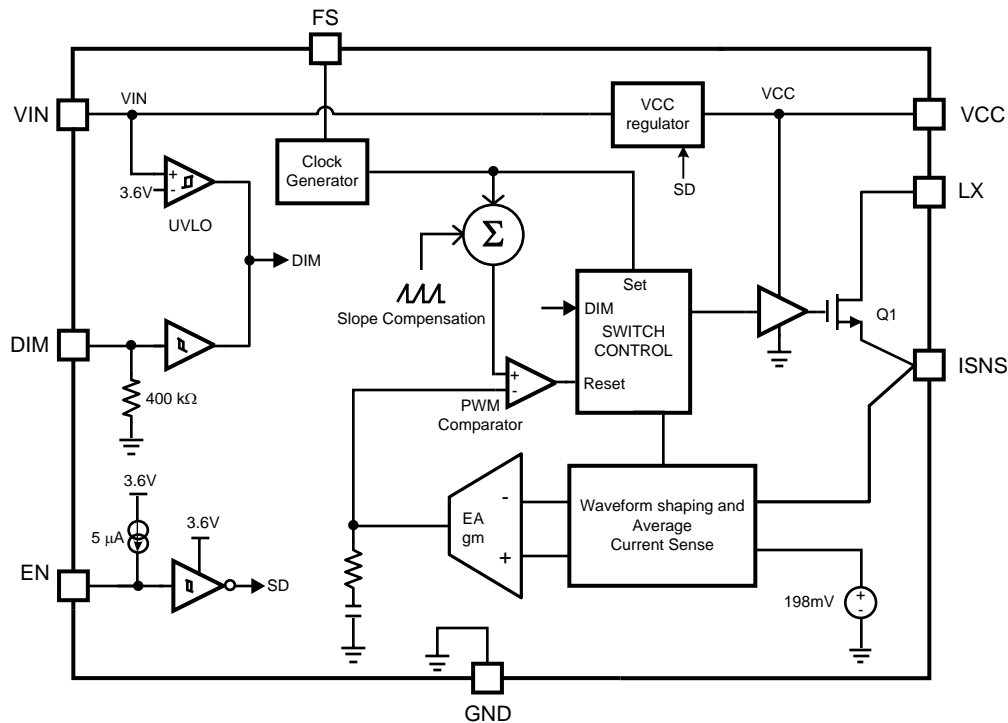 FS
VIN
VIN
VCC
regulator
VCC
VCC
SD
Clock
Generator
+
-
3.6V
UVLO
LX
Σ
DIM
Slope Compensation
Set
DIM
SWITCH
CONTROL
Reset
Q1
DIM
400 kΩ
+
-
PWM
Comparator
ISNS
3.6V
5 μA
3.6V
EN
SD
EA
gm
-
+
Waveform shaping and
Average
Current Sense
198mV
+
-
GND